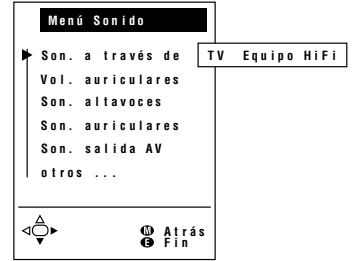 Menú Sonido
Son. a través de TV Equipo HiFi
Vol. auriculares
Son. altavoces
Son. auriculares
Son. salida AV
otros ...
M Atrás
E Fin